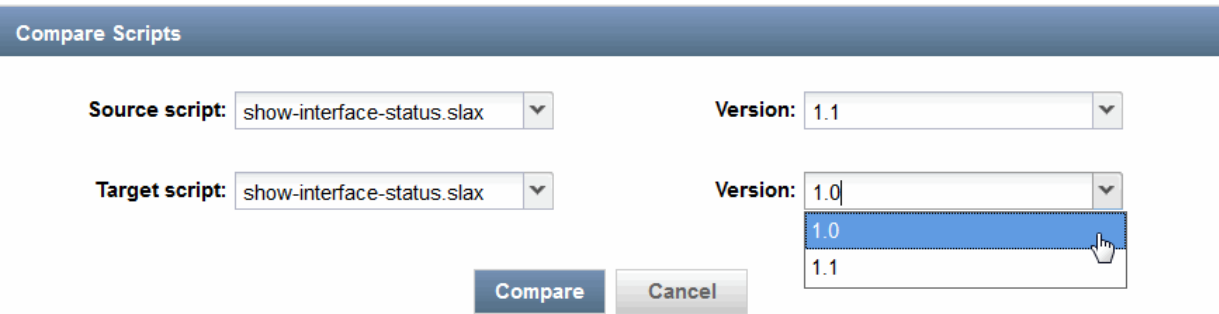 Compare Scripts
Source script: show-interface-status.slax Version: 1.1
Target script: show-interface-status.slax Version: 1.0
1.0
1.1
Compare Cancel